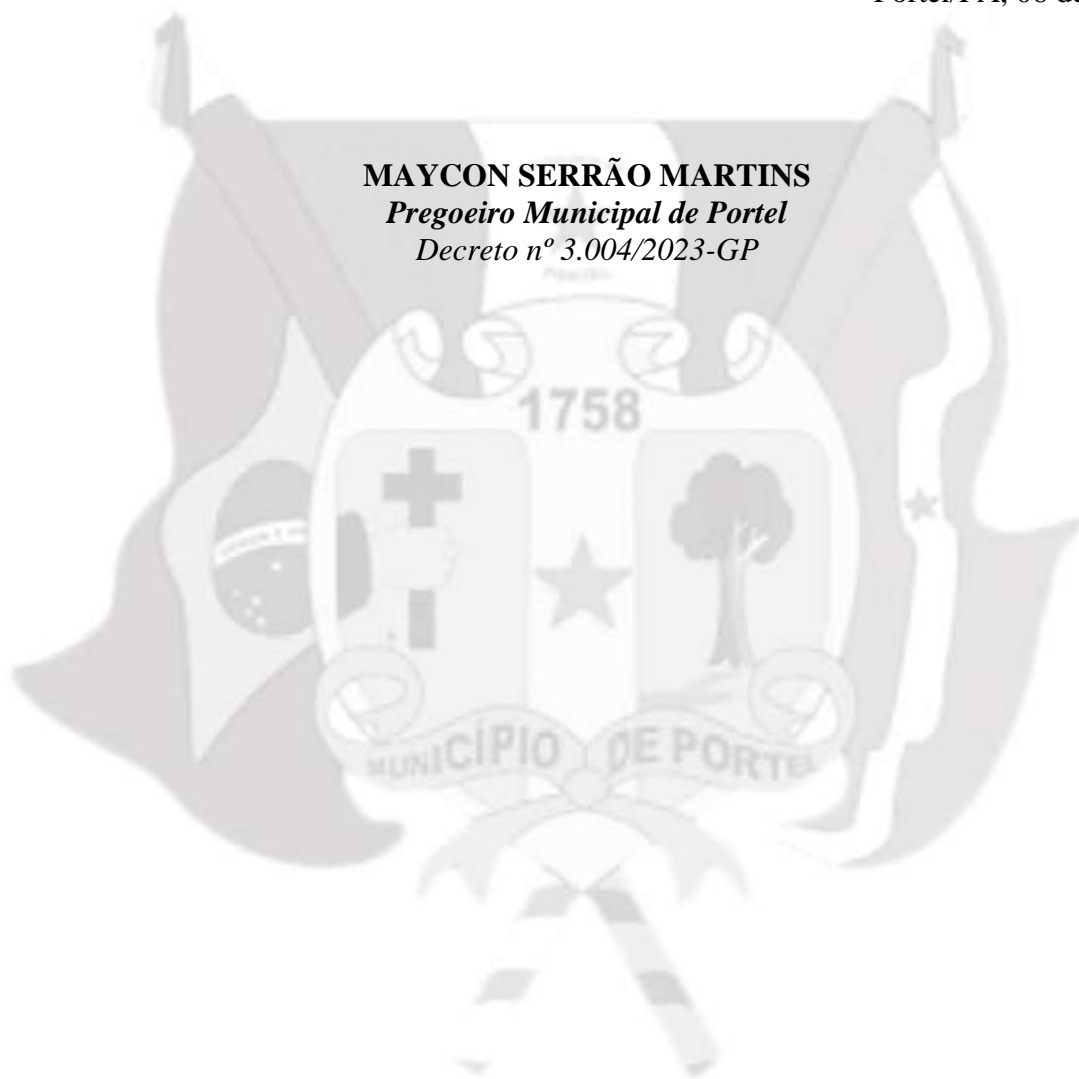 MAYCON SERRÃO MARTINS
Pregoeiro Municipal de Portel
Decreto nº 3.004/2023-GP
1758
MUNICÍPIO DE PORTEL